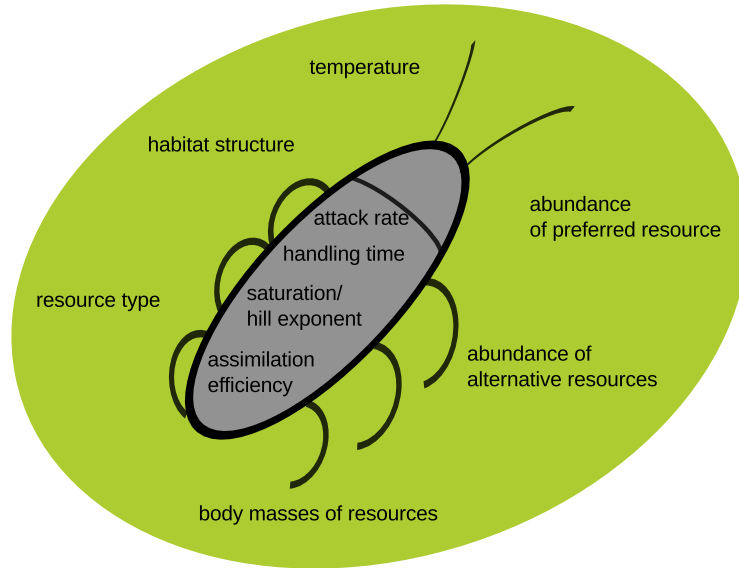 temperature
habitat structure
abundance
of preferred resource
attack rate
handling time
saturation/
hill exponent
resource type
assimilation
efficiency
abundance of
alternative resources
body masses of resources